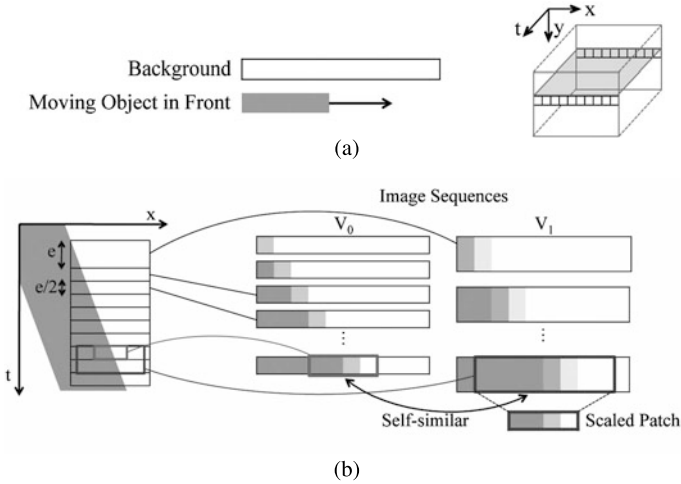 t
x
y
Background
Moving Object in Front
(a)
Image Sequences
x
V0
V1
e
e/2
t
⋮
⋮
Self-similar
Scaled Patch
(b)